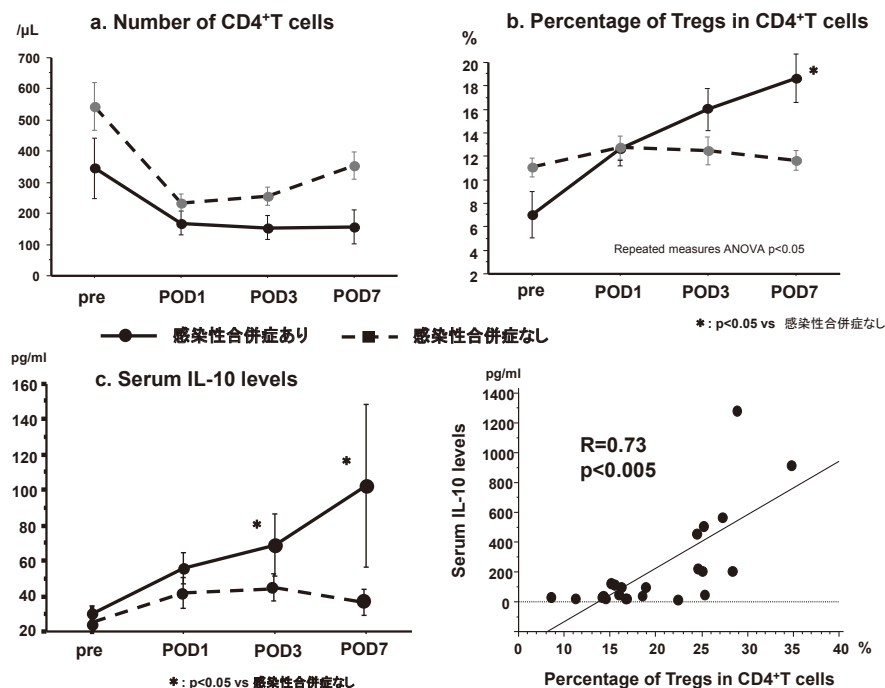 a. Number of CD4⁺T cells
/μL
700
600
500
400
300
200
100
0
pre POD1 POD3 POD7
b. Percentage of Tregs in CD4⁺T cells
%
20
18
16
14
12
10
8
6
4
2
*
Repeated measures ANOVA p<0.05
pre POD1 POD3 POD7
*: p<0.05 vs 感染性合併症なし
感染性合併症あり 感染性合併症なし
c. Serum IL-10 levels
pg/ml
160
140
120
100
80
60
40
20
*
*
pre POD1 POD3 POD7
*: p<0.05 vs 感染性合併症なし
pg/ml
Serum IL-10 levels
1400
1200
1000
800
600
400
200
0
R=0.73
p<0.005
0 5 10 15 20 25 30 35 40 %
Percentage of Tregs in CD4⁺T cells